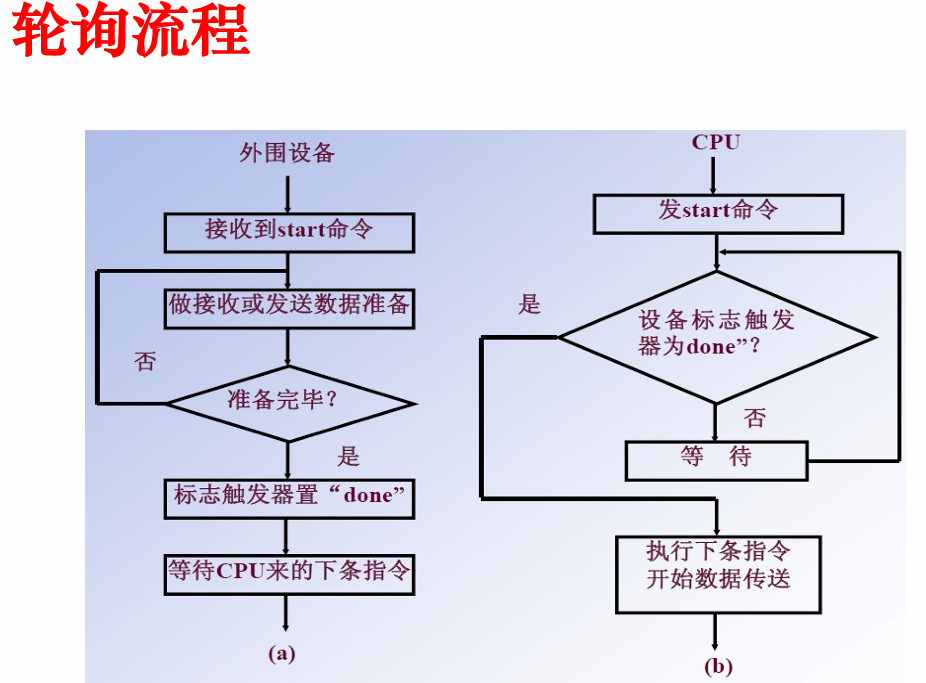 轮询流程
外围设备
接收到start命令
做接收或发送数据准备
否
准备完毕?
是
标志触发器置“done”
等待CPU来的下条指令
(a)
CPU
发start命令
是
设备标志触发
器为done”?
否
等 待
执行下条指令
开始数据传送
(b)